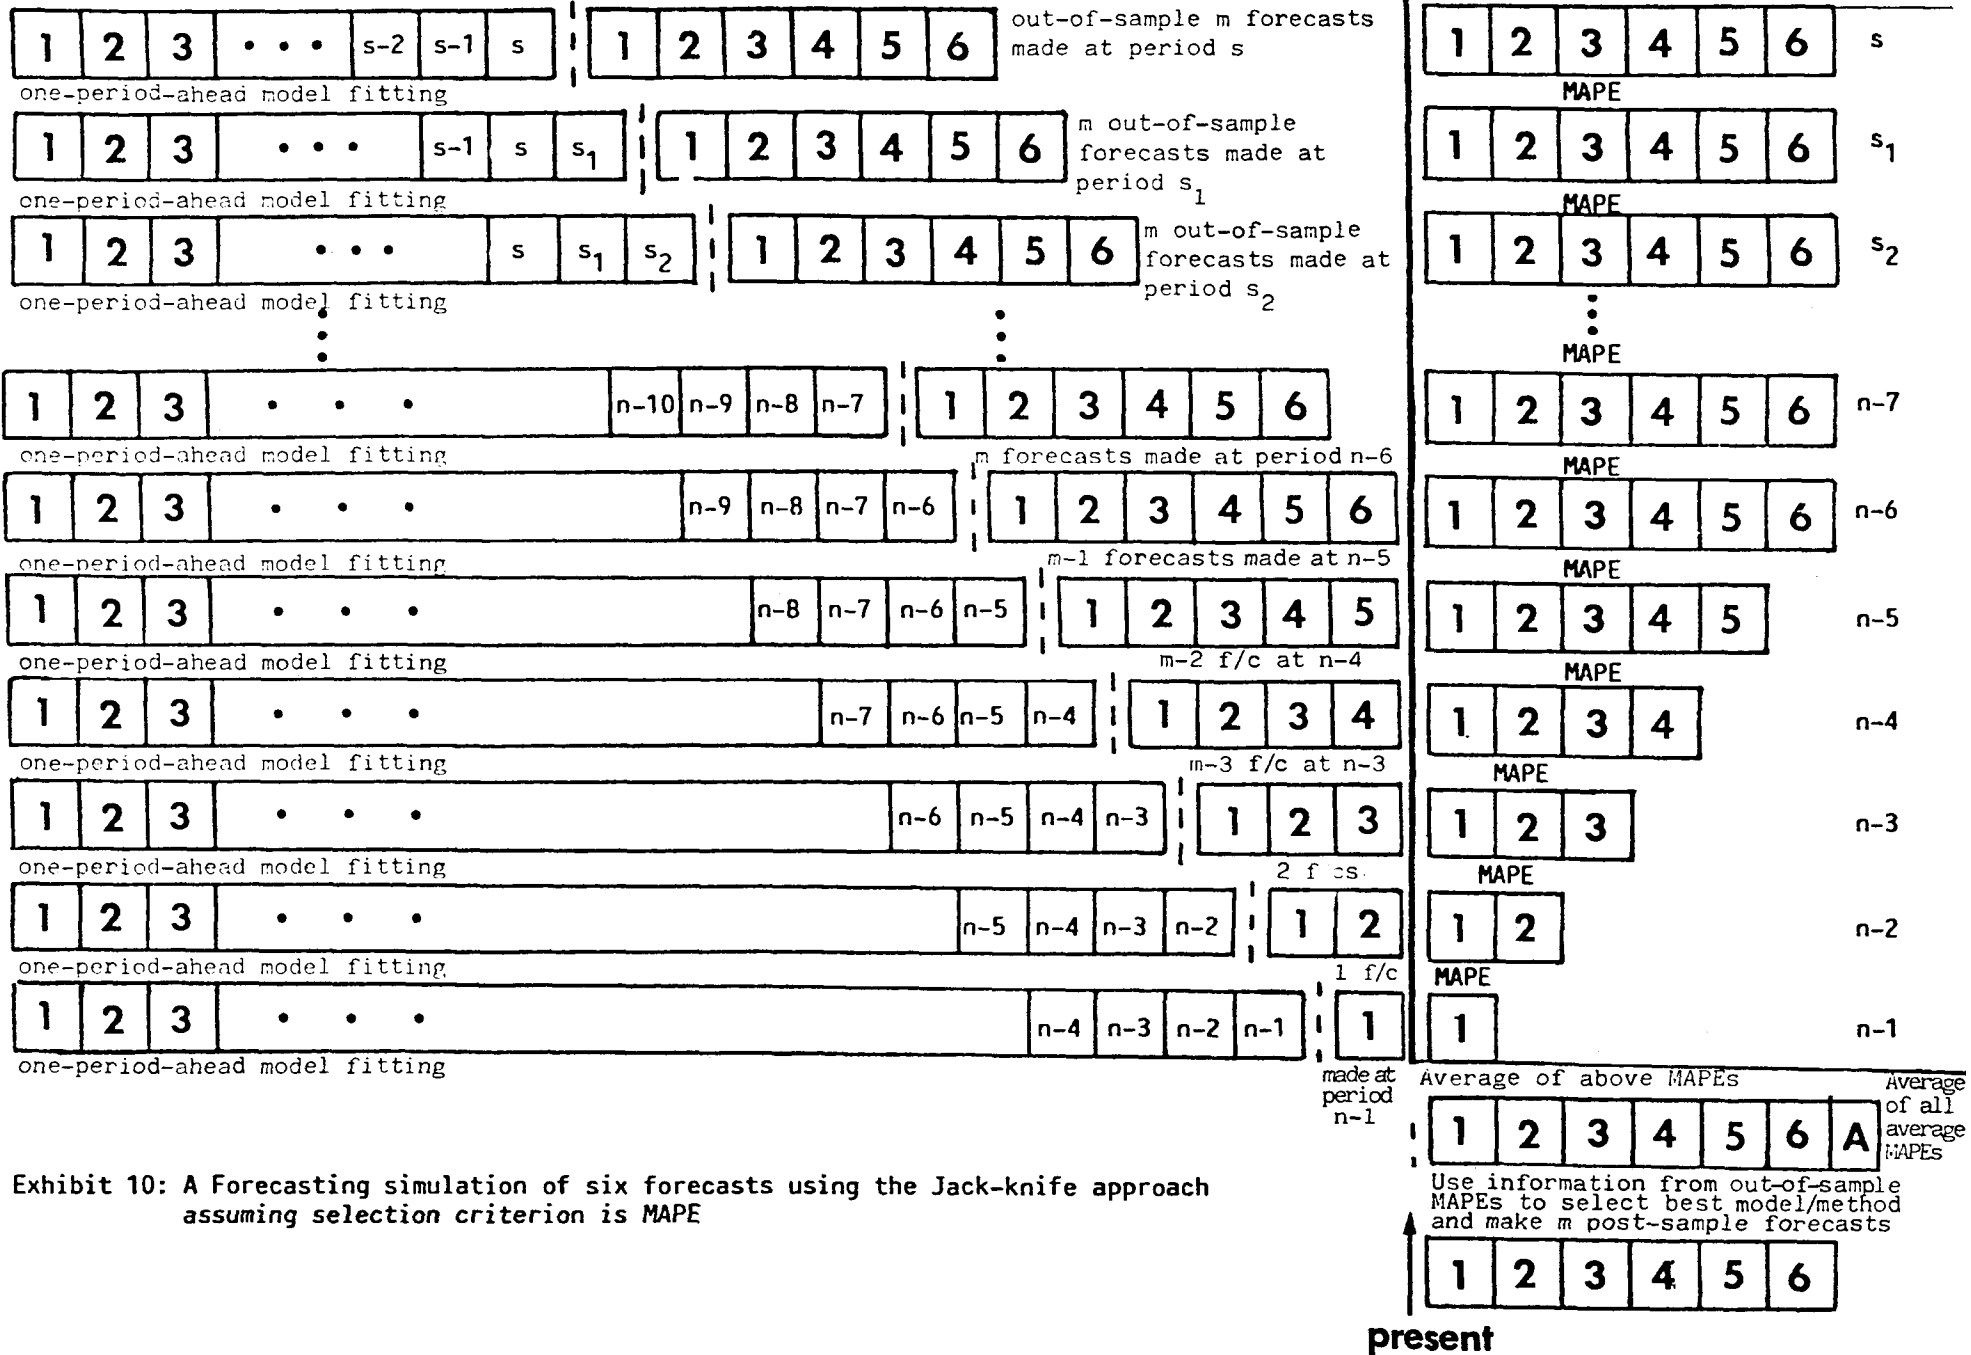 1 2 3 • • • s-2 s-1 s 1 2 3 4 5 6 out-of-sample m forecasts made at period s 1 2 3 4 5 6 s
one-period-ahead model fitting MAPE
1 2 3 • • • s-1 s s1 1 2 3 4 5 6 m out-of-sample forecasts made at period s1 1 2 3 4 5 6 s1
one-period-ahead model fitting MAPE
1 2 3 • • • s s1 s2 1 2 3 4 5 6 m out-of-sample forecasts made at period s2 1 2 3 4 5 6 s2
one-period-ahead model fitting
MAPE
1 2 3 • • • n-10 n-9 n-8 n-7 1 2 3 4 5 6 1 2 3 4 5 6 n-7
one-period-ahead model fitting m forecasts made at period n-6 MAPE
1 2 3 • • • n-9 n-8 n-7 n-6 1 2 3 4 5 6 1 2 3 4 5 6 n-6
one-period-ahead model fitting m-1 forecasts made at n-5 MAPE
1 2 3 • • • n-8 n-7 n-6 n-5 1 2 3 4 5 1 2 3 4 5 n-5
one-period-ahead model fitting m-2 f/c at n-4 MAPE
1 2 3 • • • n-7 n-6 n-5 n-4 1 2 3 4 1 2 3 4 n-4
one-period-ahead model fitting m-3 f/c at n-3 MAPE
1 2 3 • • • n-6 n-5 n-4 n-3 1 2 3 1 2 3 n-3
one-period-ahead model fitting 2 MAPE
1 2 3 • • • n-5 n-4 n-3 n-2 1 2 1 2 n-2
one-period-ahead model fitting 1 f/c MAPE
1 2 3 • • • n-4 n-3 n-2 n-1 1 1 n-1
one-period-ahead model fitting
made at
period
n-1
Average of above MAPEs
Average
of all
average
MAPEs
1 2 3 4 5 6 A
Use information from out-of-sample
MAPEs to select best model/method
and make m post-sample forecasts
1 2 3 4 5 6
present
Exhibit 10: A Forecasting simulation of six forecasts using the Jack-knife approach
assuming selection criterion is MAPE